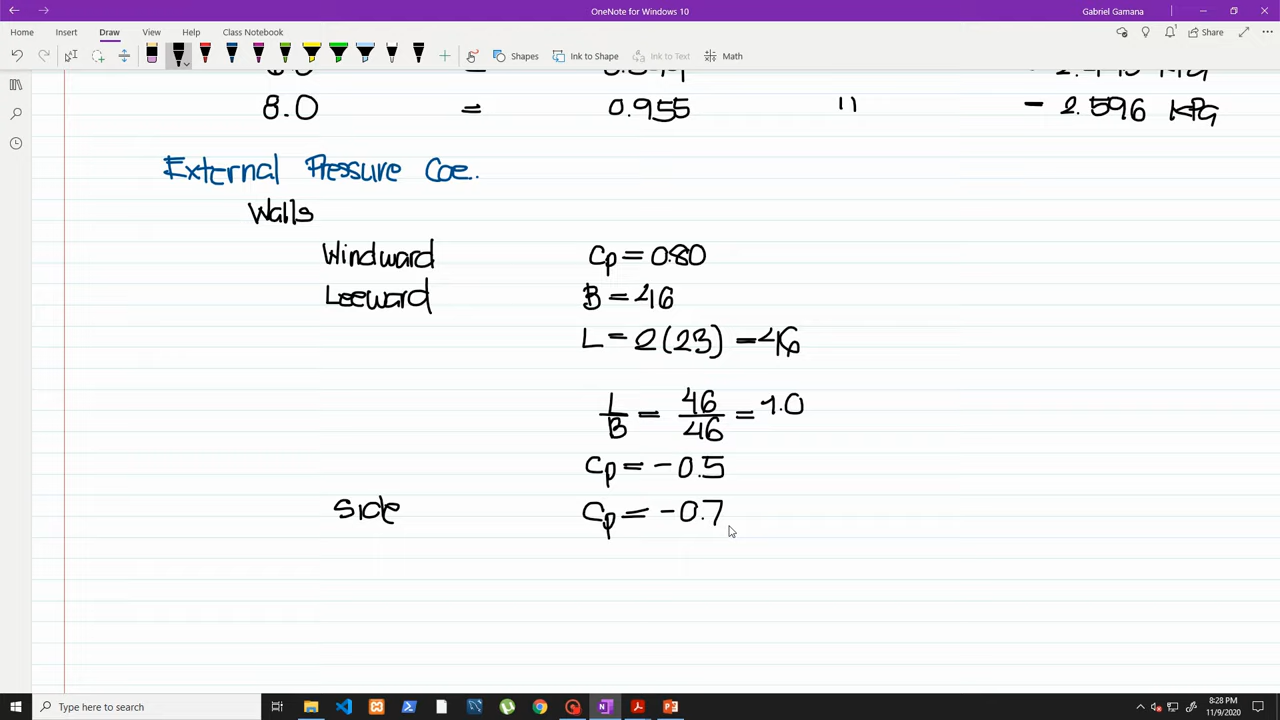 OneNote for Windows 10
Gabriel Gamana
Home Insert Draw View Help Class Notebook
Share
Shapes Ink to Shape Ink to Text Math
8.0 = 0.955 " - 2.596 KPa
External Pressure Coe..
Walls
Windward Cp = 0.80
Leeward B = 46
L = 2(23) = 46
L/B = 46/46 = 1.0
Cp = -0.5
Side Cp = -0.7
Type here to search
8:28 PM
11/9/2020